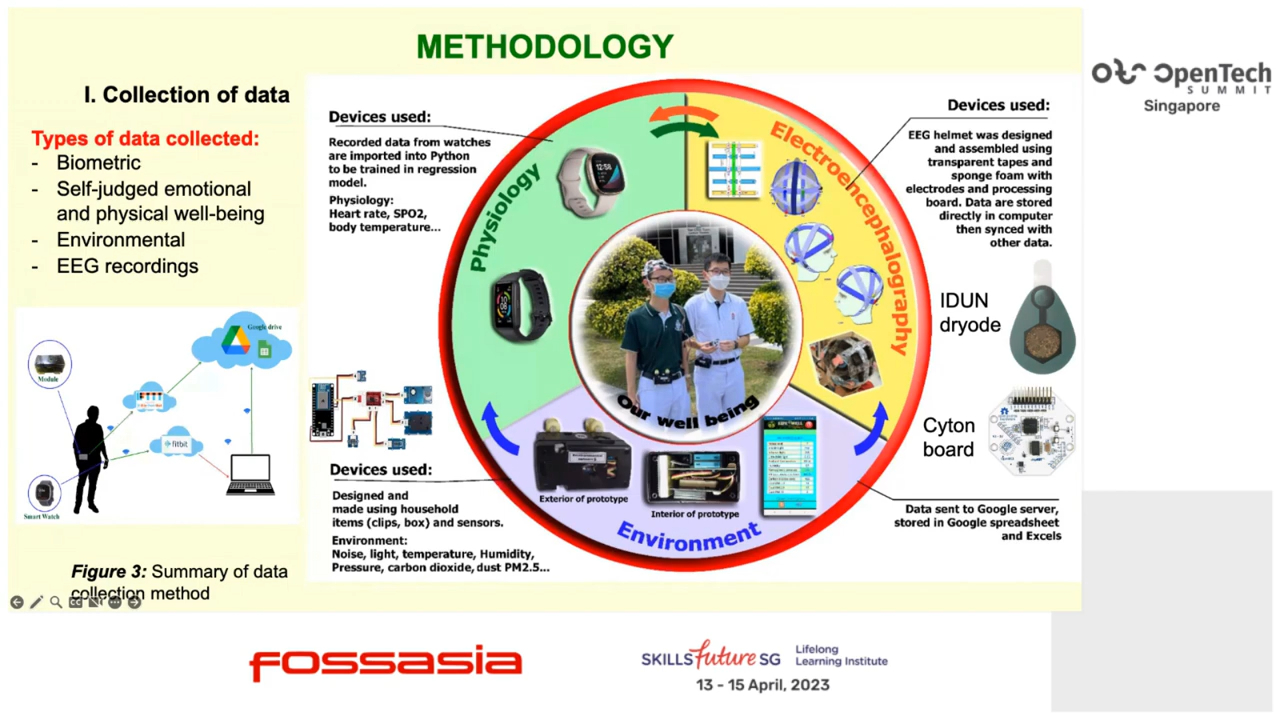 METHODOLOGY
I. Collection of data
Types of data collected:
- Biometric
- Self-judged emotional
and physical well-being
- Environmental
- EEG recordings
Google drive
Module
fitbit
Smart Watch
Figure 3: Summary of data
collection method
Devices used:
Recorded data from watches
are imported into Python
to be trained in regression
model.
Physiology:
Heart rate, SPO2,
body temperature...
Devices used:
Designed and
made using household
items (clips, box) and sensors.
Environment:
Noise, light, temperature, Humidity,
Pressure, carbon dioxide, dust PM2.5...
Physiology
Electroencephalography
Our well being
Exterior of prototype
Interior of prototype
Environment
Devices used:
EEG helmet was designed
and assembled using
transparent tapes and
sponge foam with
electrodes and processing
board. Data are stored
directly in computer
then synced with
other data.
IDUN
dryode
Cyton
board
Data sent to Google server,
stored in Google spreadsheet
and Excels
OpenTech
SUMMIT
Singapore
FOSSASIA
SKILLSfuture SG
Lifelong
Learning Institute
13 - 15 April, 2023